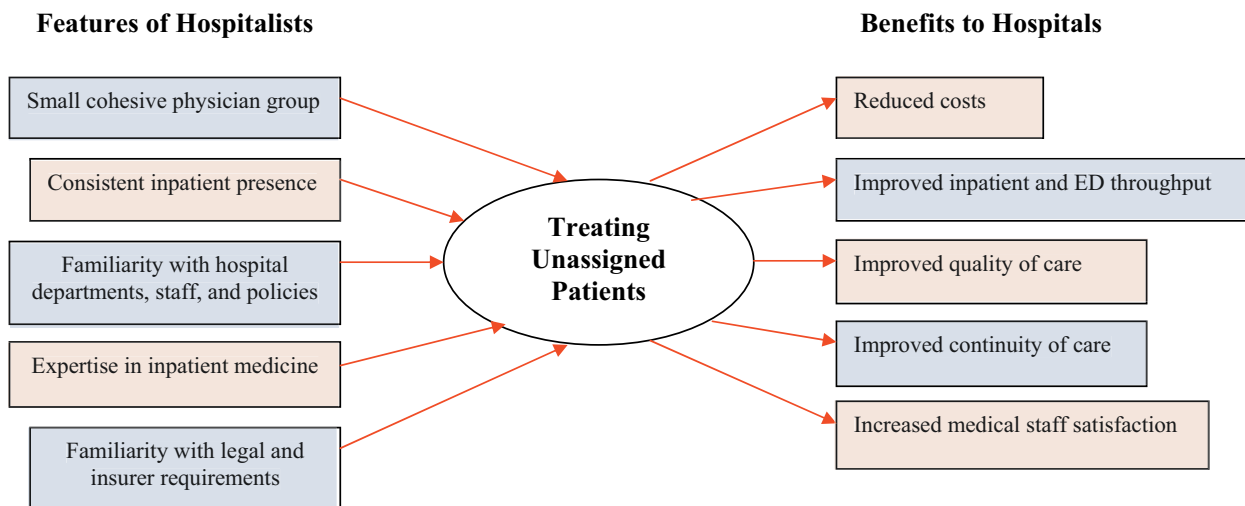 Features of Hospitalists
Small cohesive physician group
Consistent inpatient presence
Familiarity with hospital
departments, staff, and policies
Expertise in inpatient medicine
Familiarity with legal and
insurer requirements
Treating
Unassigned
Patients
Benefits to Hospitals
Reduced costs
Improved inpatient and ED throughput
Improved quality of care
Improved continuity of care
Increased medical staff satisfaction